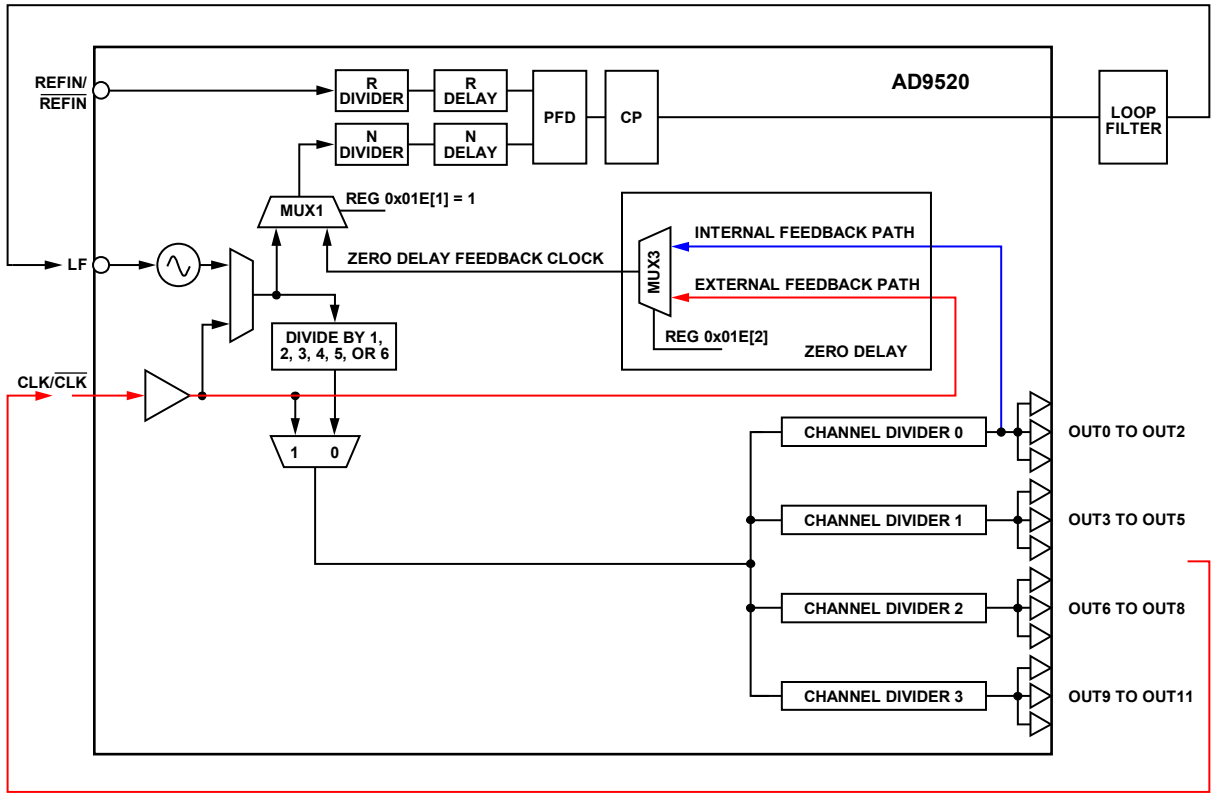 AD9520
REFIN/
REFIN
R
DIVIDER
R
DELAY
PFD
CP
LOOP
FILTER
N
DIVIDER
N
DELAY
REG 0x01E[1] = 1
MUX1
INTERNAL FEEDBACK PATH
LF
ZERO DELAY FEEDBACK CLOCK
MUX3
EXTERNAL FEEDBACK PATH
REG 0x01E[2]
ZERO DELAY
DIVIDE BY 1,
2, 3, 4, 5, OR 6
CLK/CLK
1 0
CHANNEL DIVIDER 0
OUT0 TO OUT2
CHANNEL DIVIDER 1
OUT3 TO OUT5
CHANNEL DIVIDER 2
OUT6 TO OUT8
CHANNEL DIVIDER 3
OUT9 TO OUT11